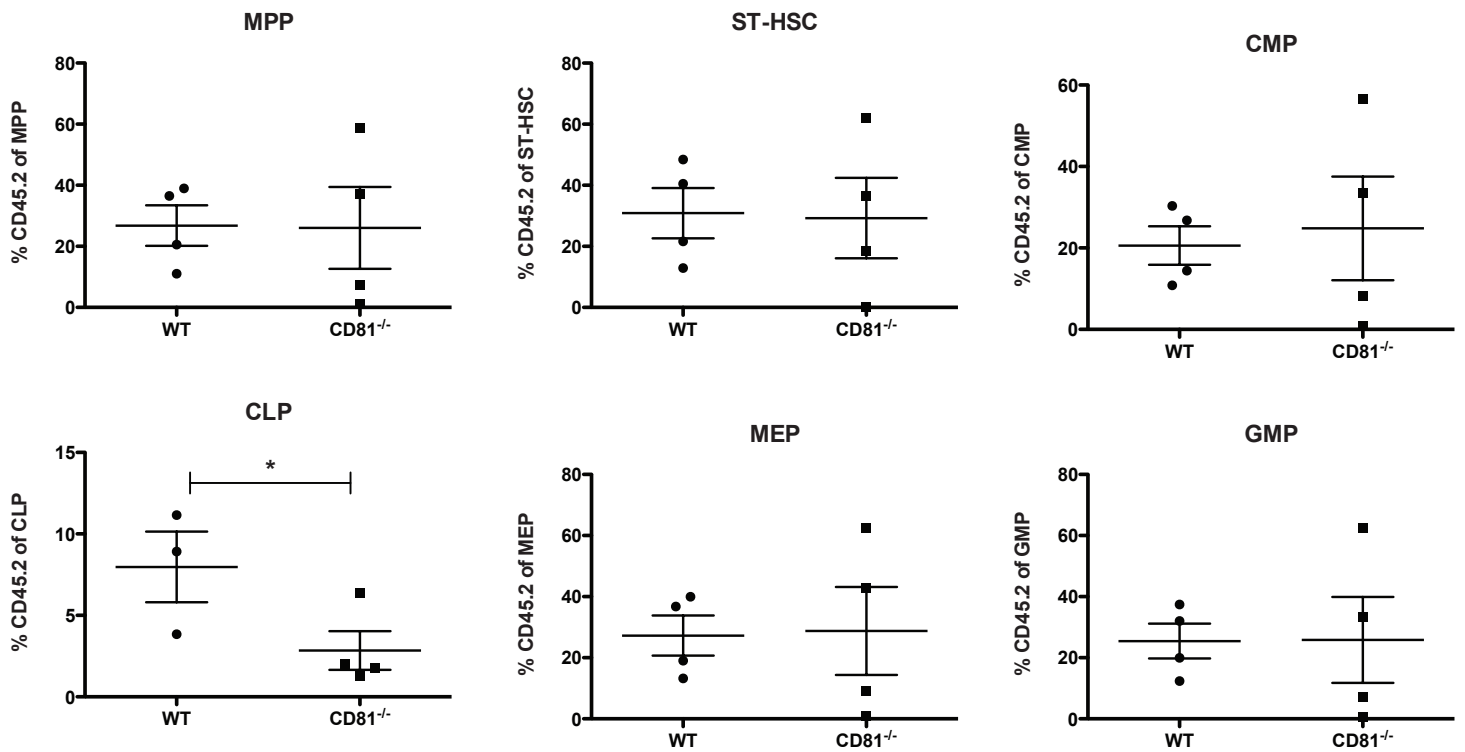 MPP
% CD45.2 of MPP
80
60
40
20
0
WT
CD81-/-
ST-HSC
% CD45.2 of ST-HSC
80
60
40
20
0
WT
CD81-/-
CMP
% CD45.2 of CMP
60
40
20
0
WT
CD81-/-
CLP
% CD45.2 of CLP
15
10
5
0
*
WT
CD81-/-
MEP
% CD45.2 of MEP
80
60
40
20
0
WT
CD81-/-
GMP
% CD45.2 of GMP
80
60
40
20
0
WT
CD81-/-